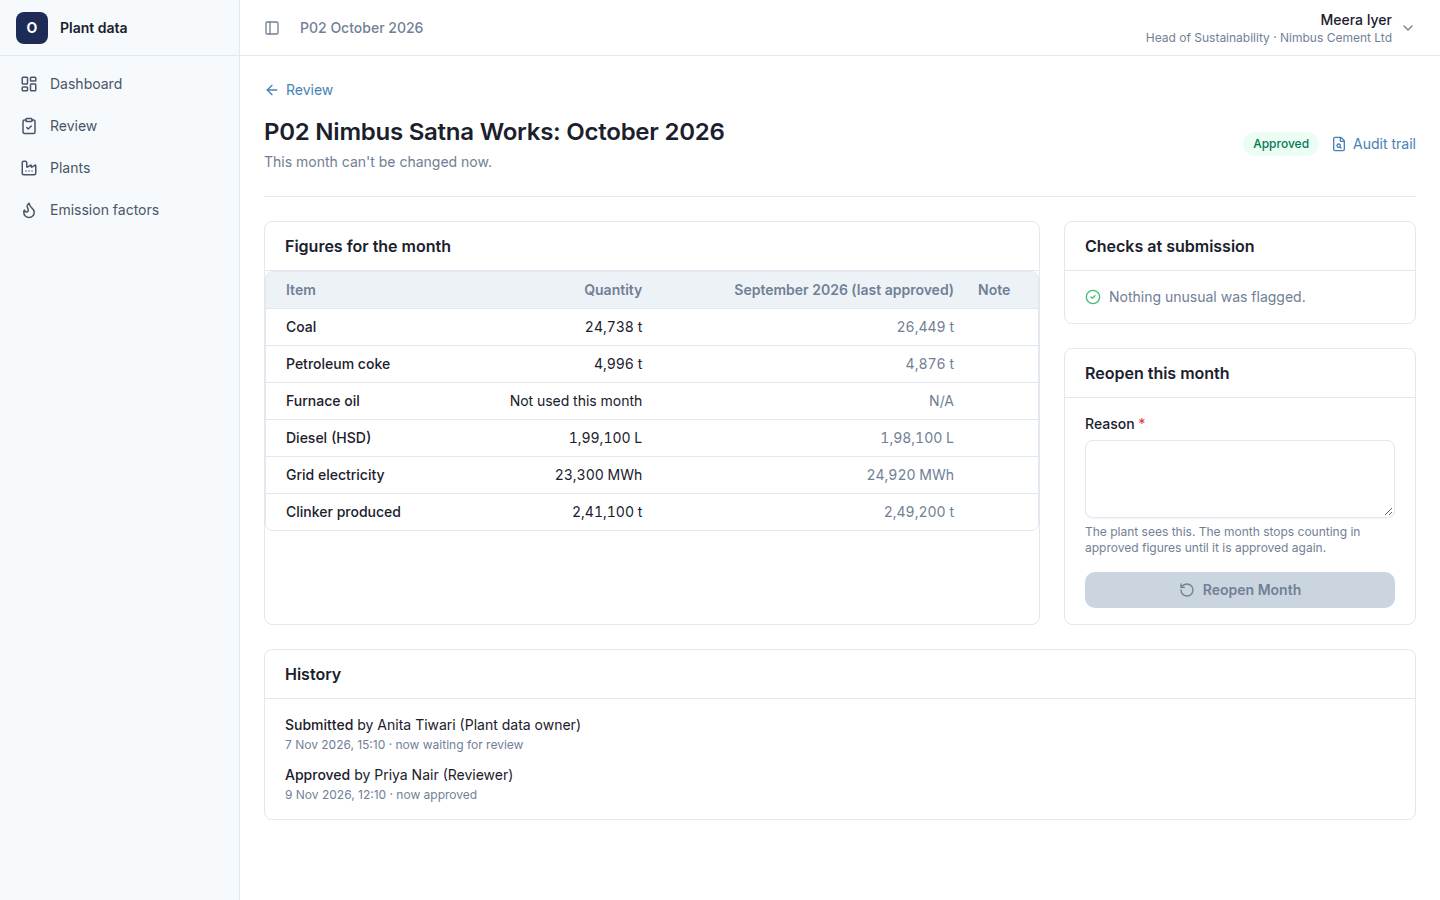 O Plant data
P02 October 2026
Meera Iyer
Head of Sustainability · Nimbus Cement Ltd
Dashboard
Review
Plants
Emission factors
Review
P02 Nimbus Satna Works: October 2026
This month can't be changed now.
Approved
Audit trail
Figures for the month
Item Quantity September 2026 (last approved) Note
Coal 24,738 t 26,449 t
Petroleum coke 4,996 t 4,876 t
Furnace oil Not used this month N/A
Diesel (HSD) 1,99,100 L 1,98,100 L
Grid electricity 23,300 MWh 24,920 MWh
Clinker produced 2,41,100 t 2,49,200 t
Checks at submission
Nothing unusual was flagged.
Reopen this month
Reason *
The plant sees this. The month stops counting in
approved figures until it is approved again.
Reopen Month
History
Submitted by Anita Tiwari (Plant data owner)
7 Nov 2026, 15:10 · now waiting for review
Approved by Priya Nair (Reviewer)
9 Nov 2026, 12:10 · now approved